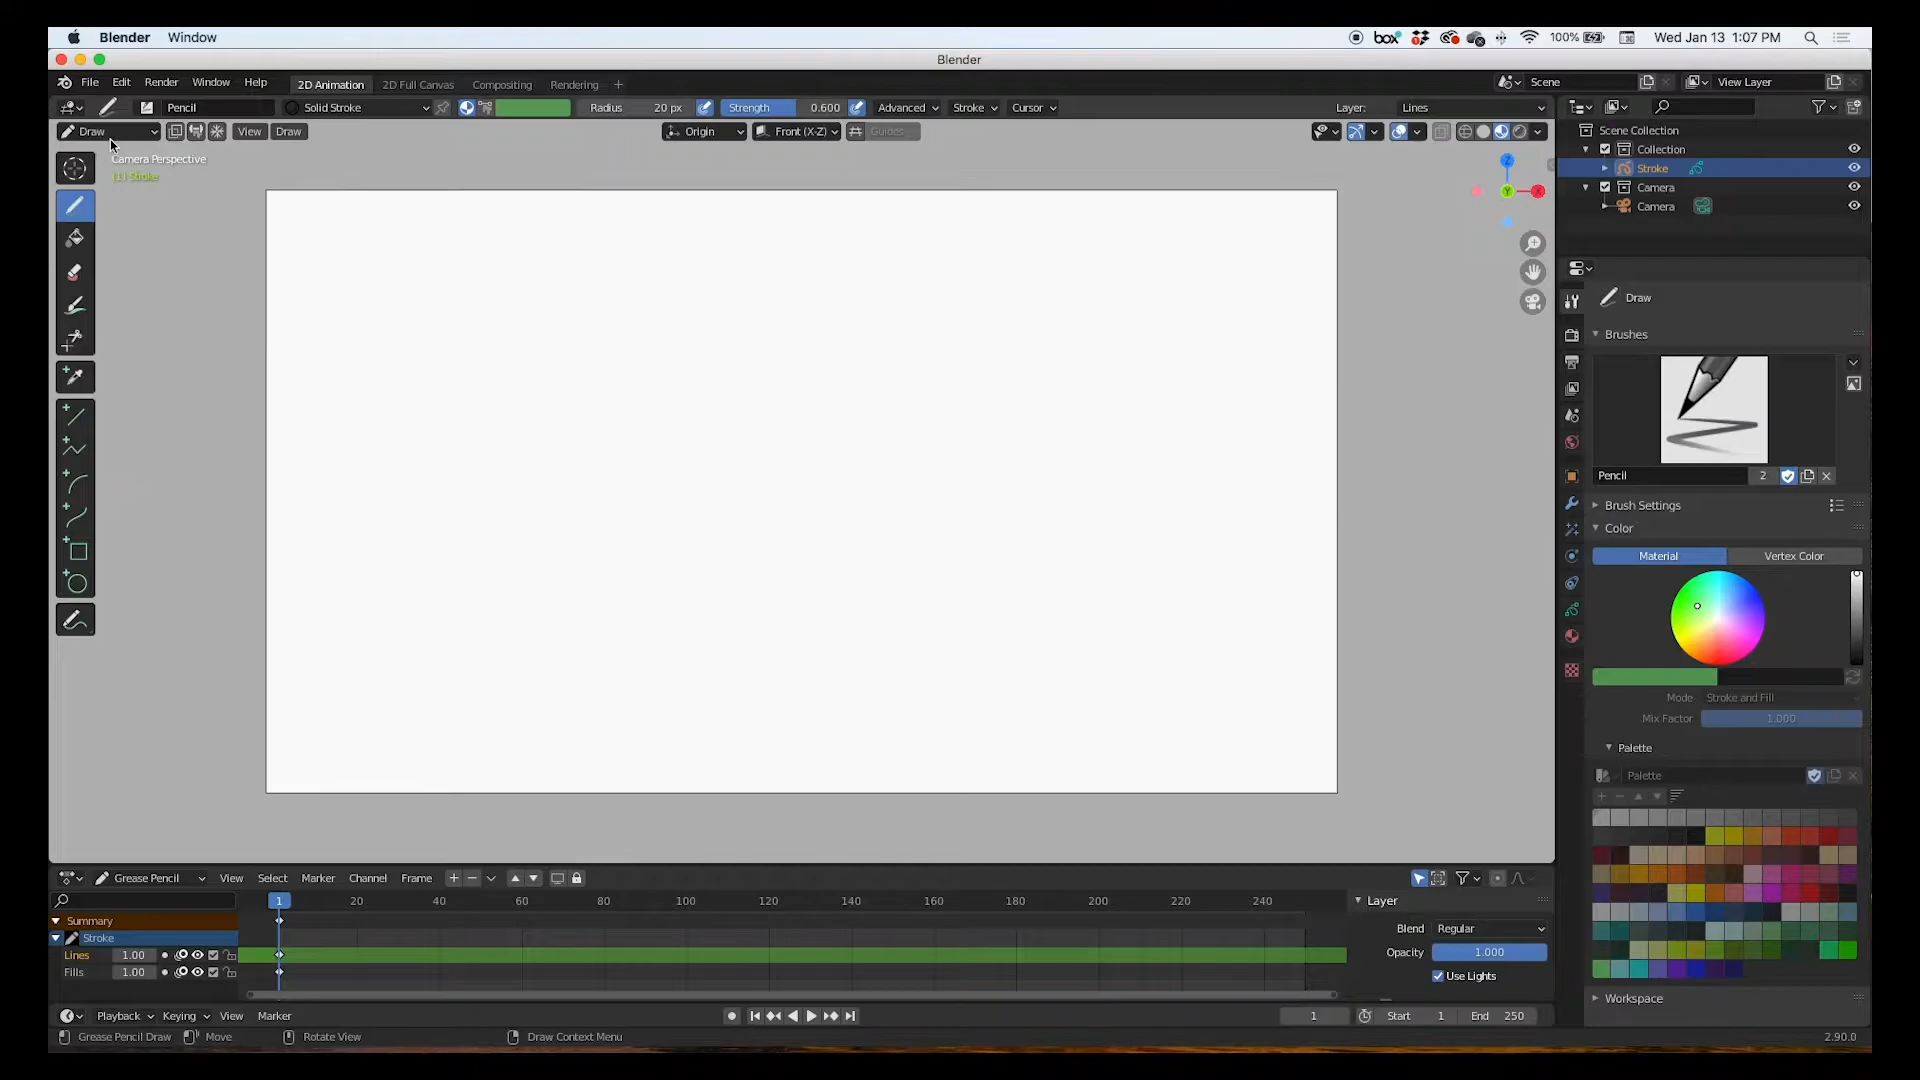 Blender Window box 100% Wed Jan 13 1:07 PM
Blender
File Edit Render Window Help 2D Animation 2D Full Canvas Compositing Rendering + Scene View Layer
Pencil Solid Stroke Radius 20 px Strength 0.600 Advanced Stroke Cursor Layer: Lines
Draw View Draw Origin Front (X-Z) Guides
Scene Collection
Collection
Stroke
Camera
Camera
Camera Perspective
(1) Stroke
Z
Y
X
Draw
Brushes
Pencil 2
Brush Settings
Color
Material Vertex Color
Mode Stroke and Fill
Mix Factor 1.000
Palette
Palette
Workspace
Grease Pencil View Select Marker Channel Frame
1 20 40 60 80 100 120 140 160 180 200 220 240
Summary
Stroke
Lines 1.00
Fills 1.00
Layer
Blend Regular
Opacity 1.000
Use Lights
Playback Keying View Marker 1 Start 1 End 250
Grease Pencil Draw Move Rotate View Draw Context Menu 2.90.0